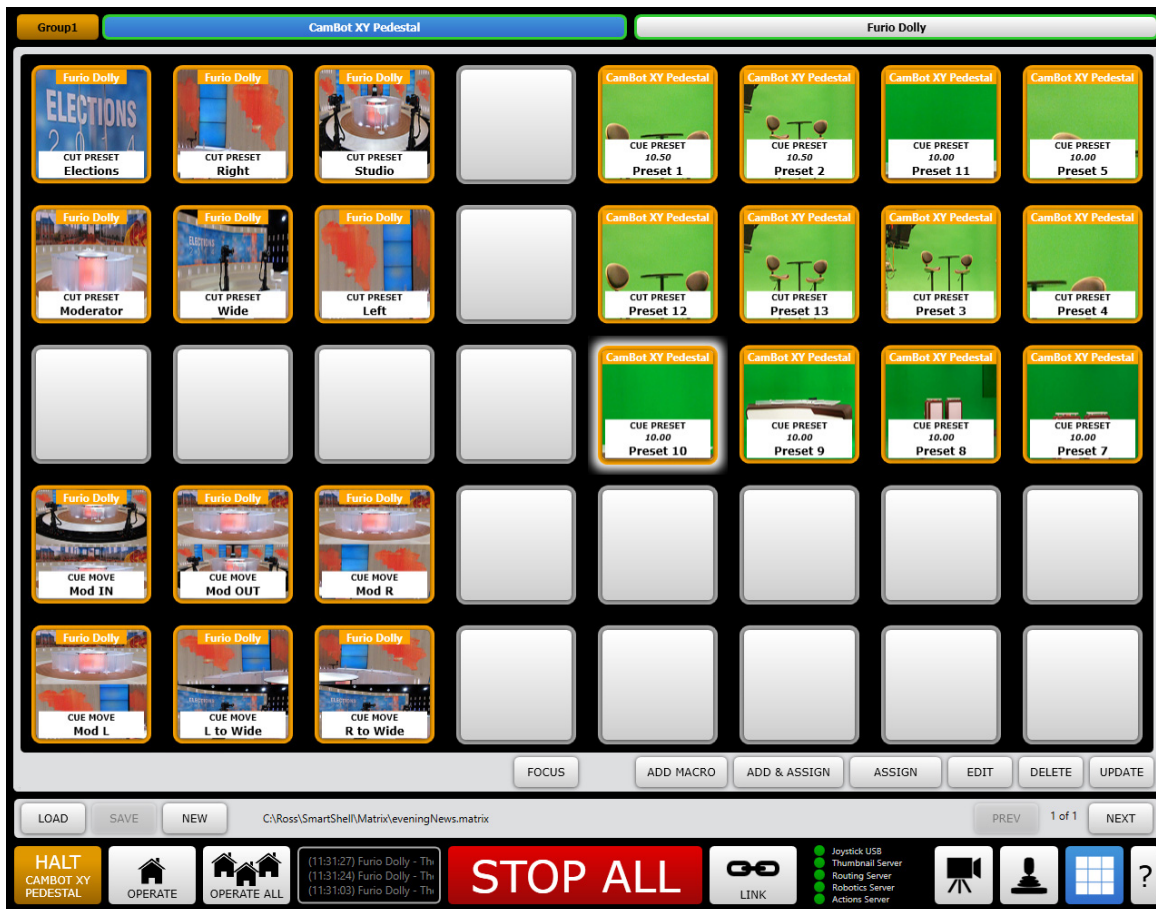 Group1
CamBot XY Pedestal
Furio Dolly
Furio Dolly
ELECTIONS
2014
CUT PRESET
Elections
Furio Dolly
CUT PRESET
Right
Furio Dolly
CUT PRESET
Studio
CamBot XY Pedestal
CUE PRESET
10.50
Preset 1
CamBot XY Pedestal
CUE PRESET
10.50
Preset 2
CamBot XY Pedestal
CUE PRESET
10.00
Preset 11
CamBot XY Pedestal
CUE PRESET
10.00
Preset 5
Furio Dolly
CUT PRESET
Moderator
Furio Dolly
ELECTIONS
CUT PRESET
Wide
Furio Dolly
CUT PRESET
Left
CamBot XY Pedestal
CUT PRESET
Preset 12
CamBot XY Pedestal
CUT PRESET
Preset 13
CamBot XY Pedestal
CUT PRESET
Preset 3
CamBot XY Pedestal
CUT PRESET
Preset 4
CamBot XY Pedestal
CUE PRESET
10.00
Preset 10
CamBot XY Pedestal
CUE PRESET
10.00
Preset 9
CamBot XY Pedestal
CUE PRESET
10.00
Preset 8
CamBot XY Pedestal
CUE PRESET
10.00
Preset 7
Furio Dolly
CUE MOVE
Mod IN
Furio Dolly
CUE MOVE
Mod OUT
Furio Dolly
CUE MOVE
Mod R
Furio Dolly
CUE MOVE
Mod L
Furio Dolly
CUE MOVE
L to Wide
Furio Dolly
CUE MOVE
R to Wide
FOCUS
ADD MACRO
ADD & ASSIGN
ASSIGN
EDIT
DELETE
UPDATE
LOAD
SAVE
NEW
C:\Ross\SmartShell\Matrix\eveningNews.matrix
PREV
1 of 1
NEXT
HALT
CAMBOT XY
PEDESTAL
OPERATE
OPERATE ALL
(11:31:27) Furio Dolly - The
(11:31:24) Furio Dolly - The
(11:31:03) Furio Dolly - The
STOP ALL
LINK
Joystick USB
Thumbnail Server
Routing Server
Robotics Server
Actions Server
?